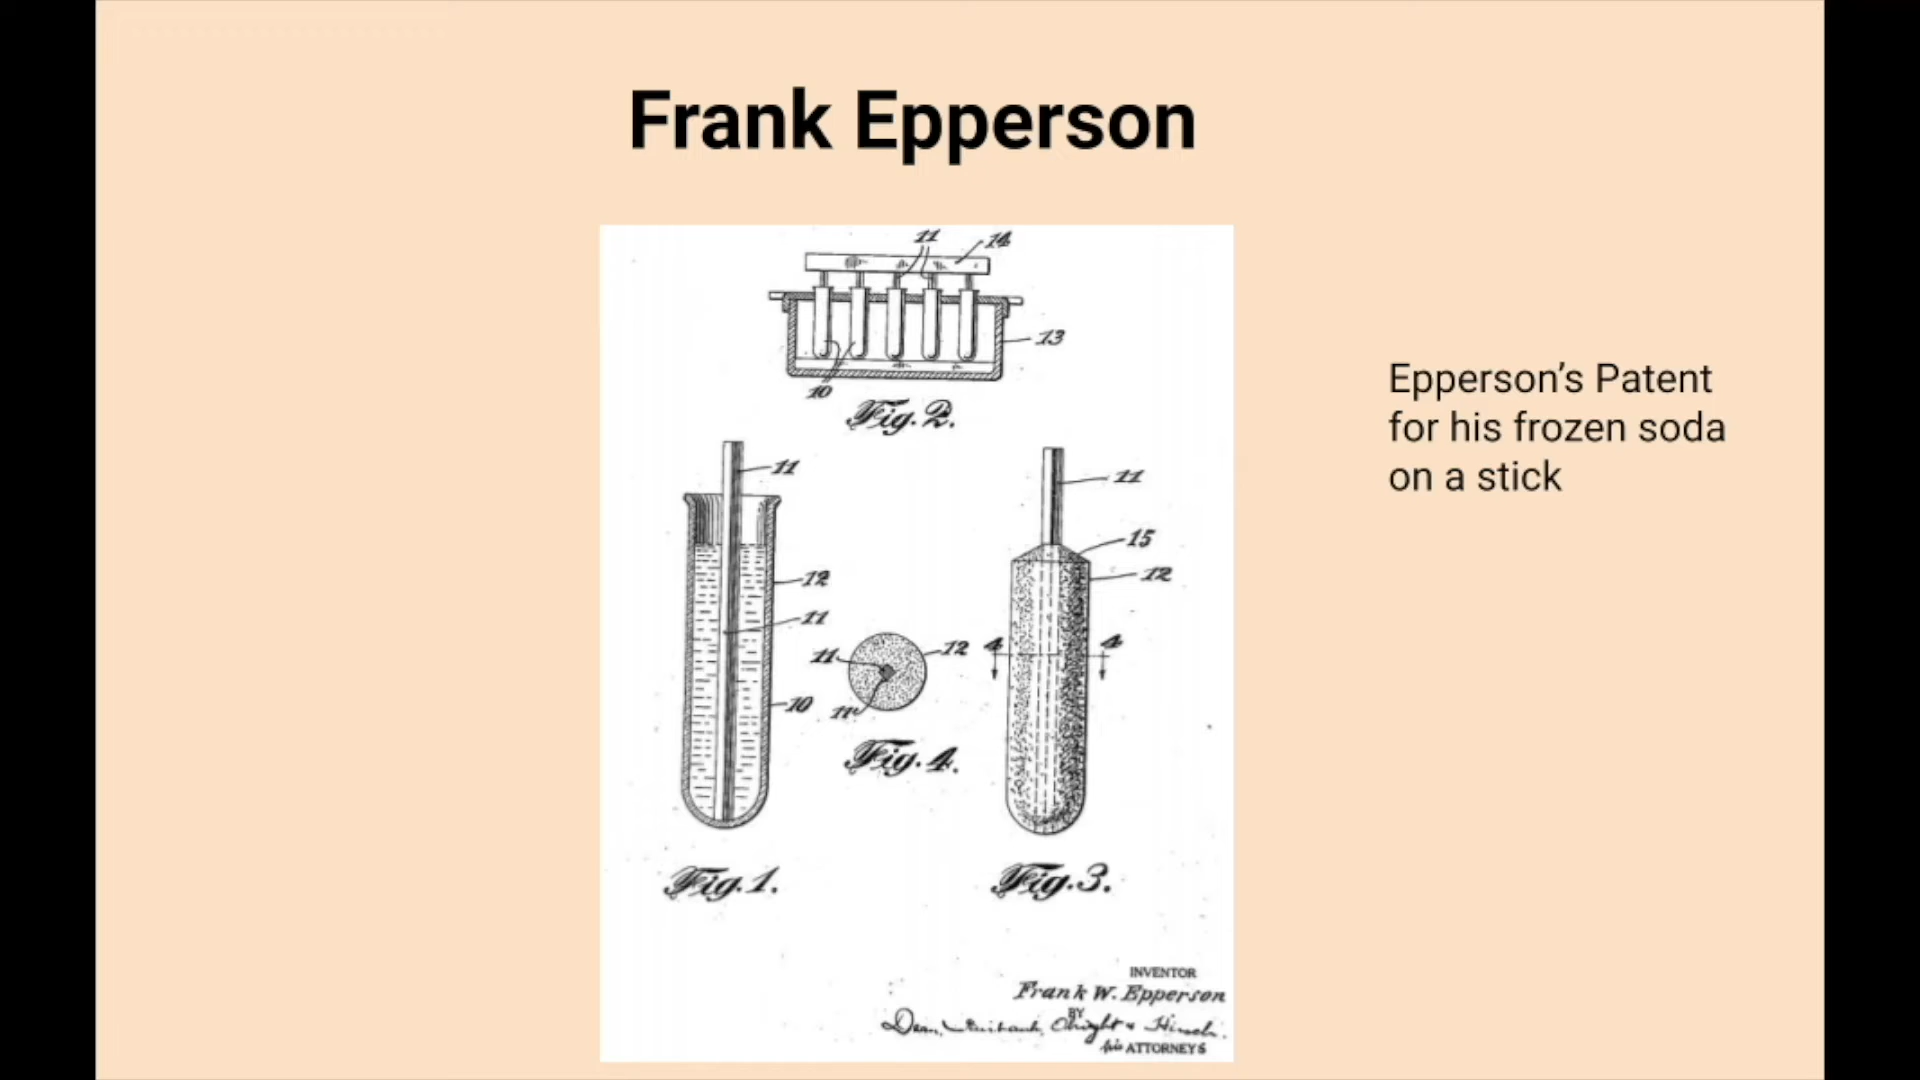 Frank Epperson
11 14
13
10
Fig. 2.
11
12
11
10
Fig. 1.
11 12
11
Fig. 4.
11
15
12
4 4
Fig. 3.
Epperson's Patent
for his frozen soda
on a stick
INVENTOR
Frank W. Epperson
BY
his ATTORNEYS